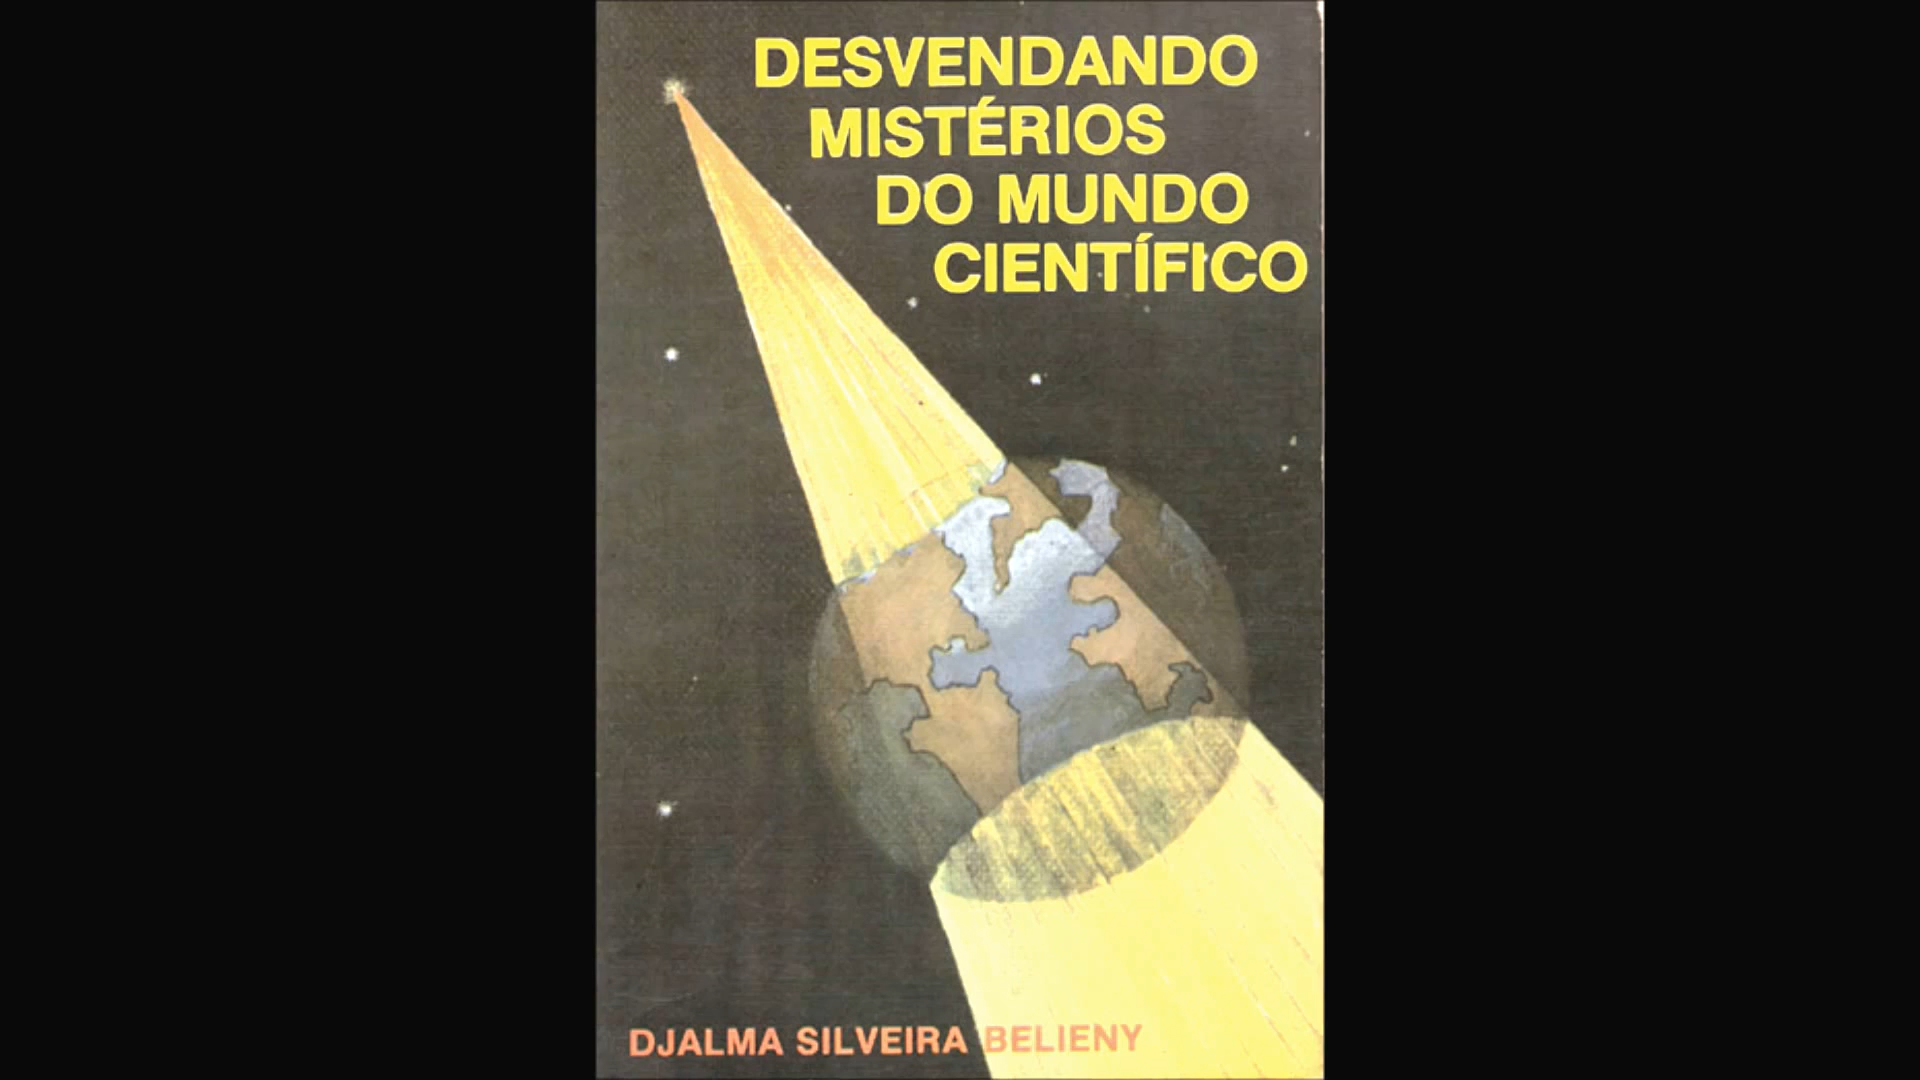 DESVENDANDO
MISTÉRIOS
DO MUNDO
CIENTÍFICO
DJALMA SILVEIRA BELIENY